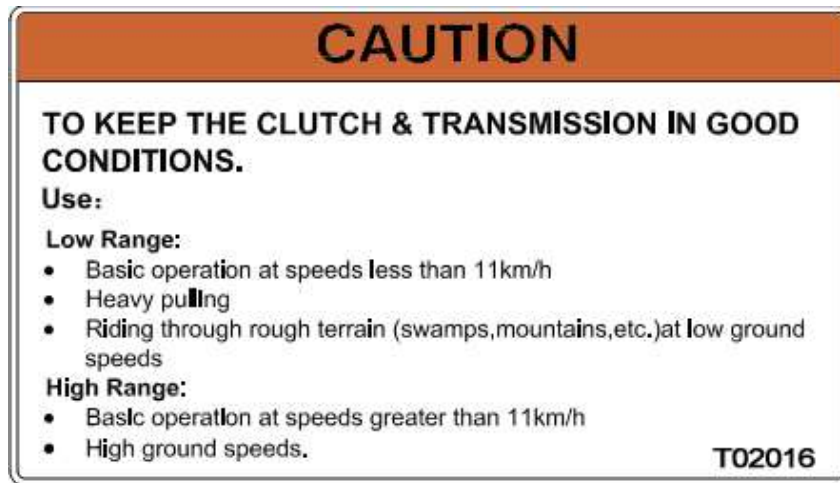 CAUTION
TO KEEP THE CLUTCH & TRANSMISSION IN GOOD
CONDITIONS.
Use:
Low Range:
• Basic operation at speeds less than 11km/h
• Heavy pulling
• Riding through rough terrain (swamps,mountains,etc.)at low ground
speeds
High Range:
• Basic operation at speeds greater than 11km/h
• High ground speeds.
T02016